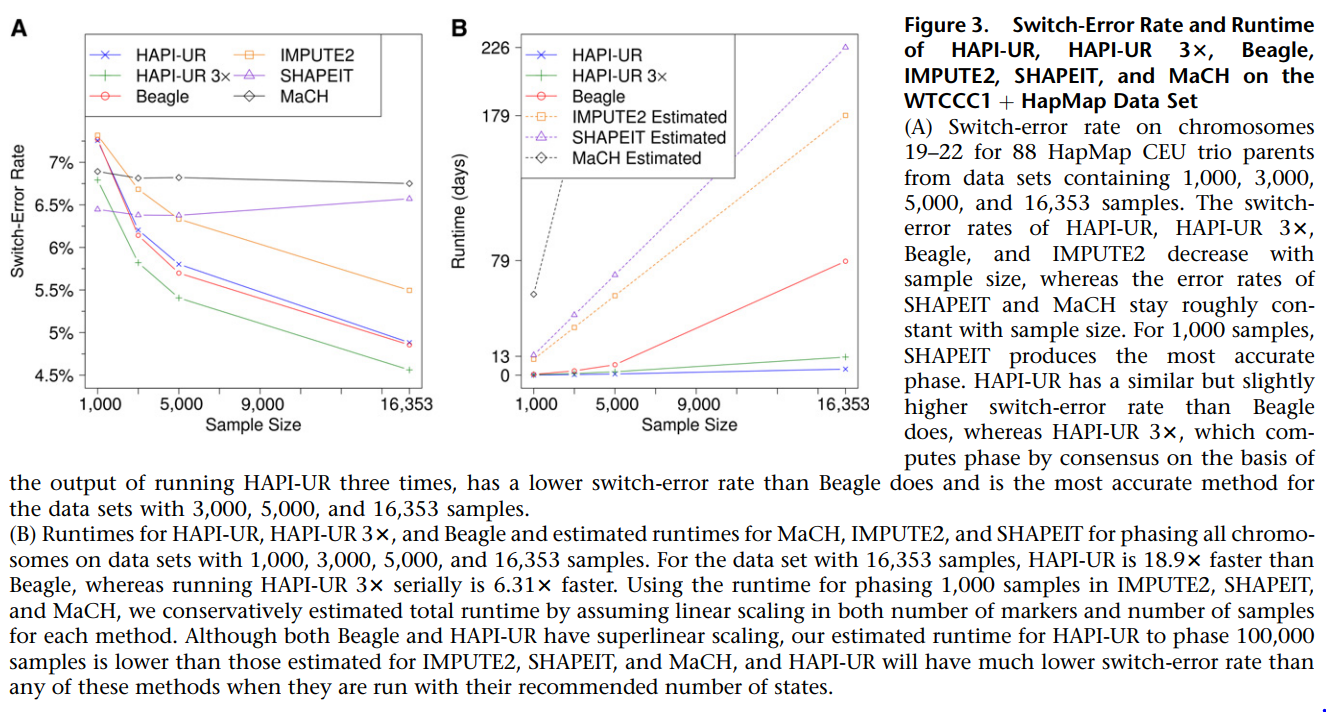 A
HAPI-UR
HAPI-UR 3×
Beagle
IMPUTE2
SHAPEIT
MaCH
Switch-Error Rate
7%
6.5%
6%
5.5%
5%
4.5%
1,000
5,000
9,000
16,353
Sample Size
B
HAPI-UR
HAPI-UR 3×
Beagle
IMPUTE2 Estimated
SHAPEIT Estimated
MaCH Estimated
Runtime (days)
226
179
79
13
0
1,000
5,000
9,000
16,353
Sample Size
Figure 3. Switch-Error Rate and Runtime
of HAPI-UR, HAPI-UR 3×, Beagle,
IMPUTE2, SHAPEIT, and MaCH on the
WTCCC1 + HapMap Data Set
(A) Switch-error rate on chromosomes
19–22 for 88 HapMap CEU trio parents
from data sets containing 1,000, 3,000,
5,000, and 16,353 samples. The switch-
error rates of HAPI-UR, HAPI-UR 3×,
Beagle, and IMPUTE2 decrease with
sample size, whereas the error rates of
SHAPEIT and MaCH stay roughly con-
stant with sample size. For 1,000 samples,
SHAPEIT produces the most accurate
phase. HAPI-UR has a similar but slightly
higher switch-error rate than Beagle
does, whereas HAPI-UR 3×, which com-
putes phase by consensus on the basis of
the output of running HAPI-UR three times, has a lower switch-error rate than Beagle does and is the most accurate method for
the data sets with 3,000, 5,000, and 16,353 samples.
(B) Runtimes for HAPI-UR, HAPI-UR 3×, and Beagle and estimated runtimes for MaCH, IMPUTE2, and SHAPEIT for phasing all chromo-
somes on data sets with 1,000, 3,000, 5,000, and 16,353 samples. For the data set with 16,353 samples, HAPI-UR is 18.9× faster than
Beagle, whereas running HAPI-UR 3× serially is 6.31× faster. Using the runtime for phasing 1,000 samples in IMPUTE2, SHAPEIT,
and MaCH, we conservatively estimated total runtime by assuming linear scaling in both number of markers and number of samples
for each method. Although both Beagle and HAPI-UR have superlinear scaling, our estimated runtime for HAPI-UR to phase 100,000
samples is lower than those estimated for IMPUTE2, SHAPEIT, and MaCH, and HAPI-UR will have much lower switch-error rate than
any of these methods when they are run with their recommended number of states.